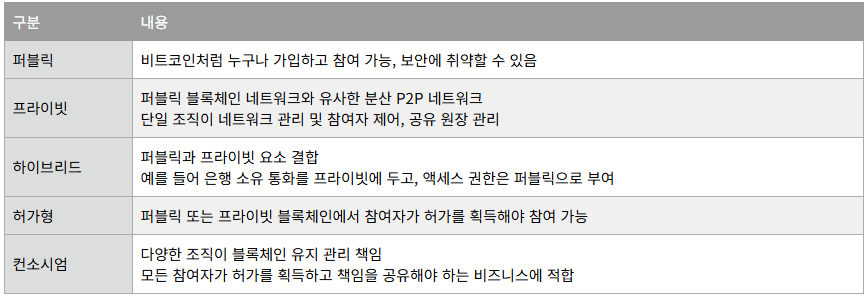 구분 내용
퍼블릭 비트코인처럼 누구나 가입하고 참여 가능, 보안에 취약할 수 있음
프라이빗 퍼블릭 블록체인 네트워크와 유사한 분산 P2P 네트워크
단일 조직이 네트워크 관리 및 참여자 제어, 공유 원장 관리
하이브리드 퍼블릭과 프라이빗 요소 결합
예를 들어 은행 소유 통화를 프라이빗에 두고, 액세스 권한은 퍼블릭으로 부여
허가형 퍼블릭 또는 프라이빗 블록체인에서 참여자가 허가를 획득해야 참여 가능
컨소시엄 다양한 조직이 블록체인 유지 관리 책임
모든 참여자가 허가를 획득하고 책임을 공유해야 하는 비즈니스에 적합